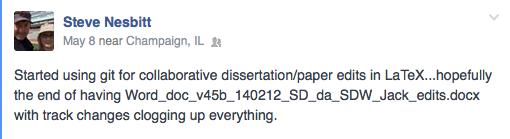 Steve Nesbitt
May 8 near Champaign, IL
Started using git for collaborative dissertation/paper edits in LaTeX...hopefully
the end of having Word_doc_v45b_140212_SD_da_SDW_Jack_edits.docx
with track changes clogging up everything.